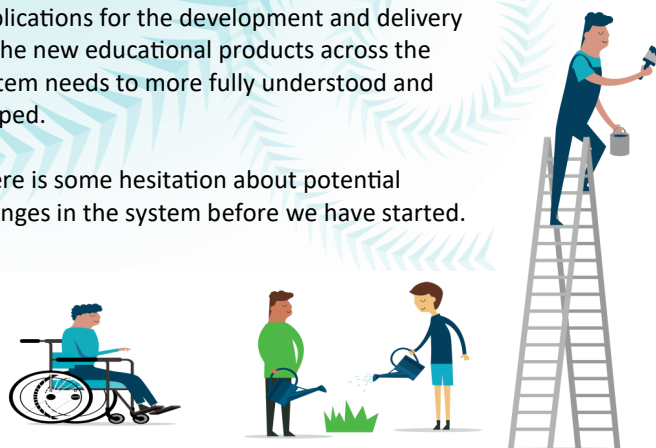 plications for the development and delivery
the new educational products across the
tem needs to more fully understood and
ped.
ere is some hesitation about potential
nges in the system before we have started.